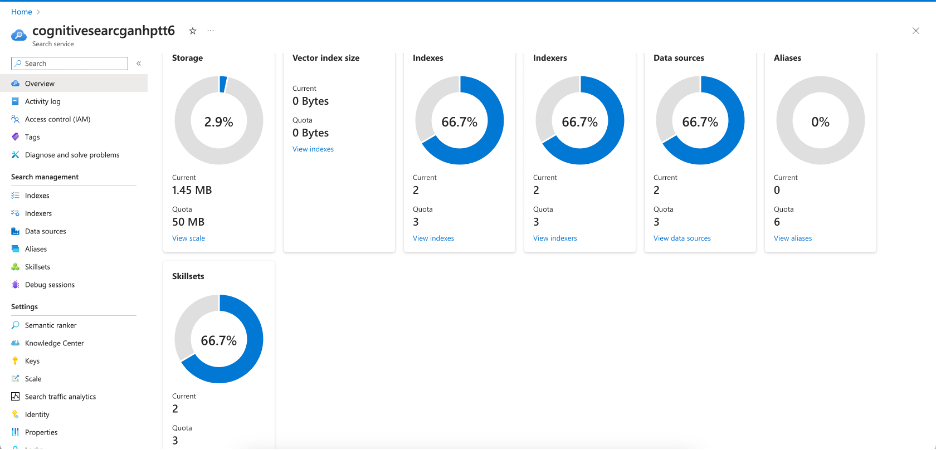 Home >
cognitivesearcganhptt6
Search service
Search
Overview
Activity log
Access control (IAM)
Tags
Diagnose and solve problems
Search management
Indexes
Indexers
Data sources
Aliases
Skillsets
Debug sessions
Settings
Semantic ranker
Knowledge Center
Keys
Scale
Search traffic analytics
Identity
Properties
Storage
2.9%
Current
1.45 MB
Quota
50 MB
View scale
Vector index size
Current
0 Bytes
Quota
0 Bytes
View indexes
Indexes
66.7%
Current
2
Quota
3
View indexes
Indexers
66.7%
Current
2
Quota
3
View indexers
Data sources
66.7%
Current
2
Quota
3
View data sources
Aliases
0%
Current
0
Quota
6
View aliases
Skillsets
66.7%
Current
2
Quota
3